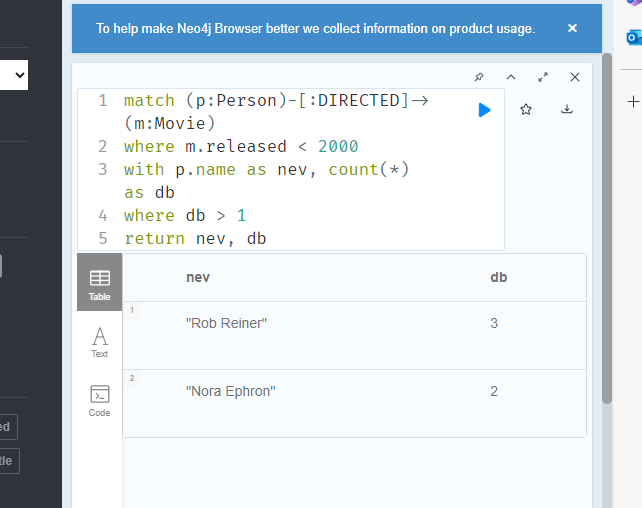 To help make Neo4j Browser better we collect information on product usage.
1 match (p:Person)-[:DIRECTED]->
(m:Movie)
2 where m.released < 2000
3 with p.name as nev, count(*)
as db
4 where db > 1
5 return nev, db
Table
Text
Code
nev db
1 "Rob Reiner" 3
2 "Nora Ephron" 2
ed
tle